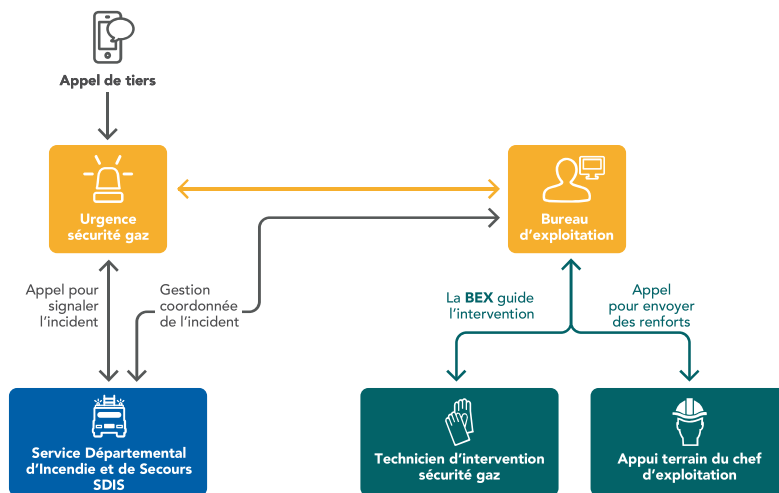 Appel de tiers
Urgence
sécurité gaz
Bureau
d'exploitation
Appel pour
signaler
l'incident
Gestion
coordonnée
de l'incident
La BEX guide
l'intervention
Appel
pour envoyer
des renforts
Service Départemental
d'Incendie et de Secours
SDIS
Technicien d'intervention
sécurité gaz
Appui terrain du chef
d'exploitation